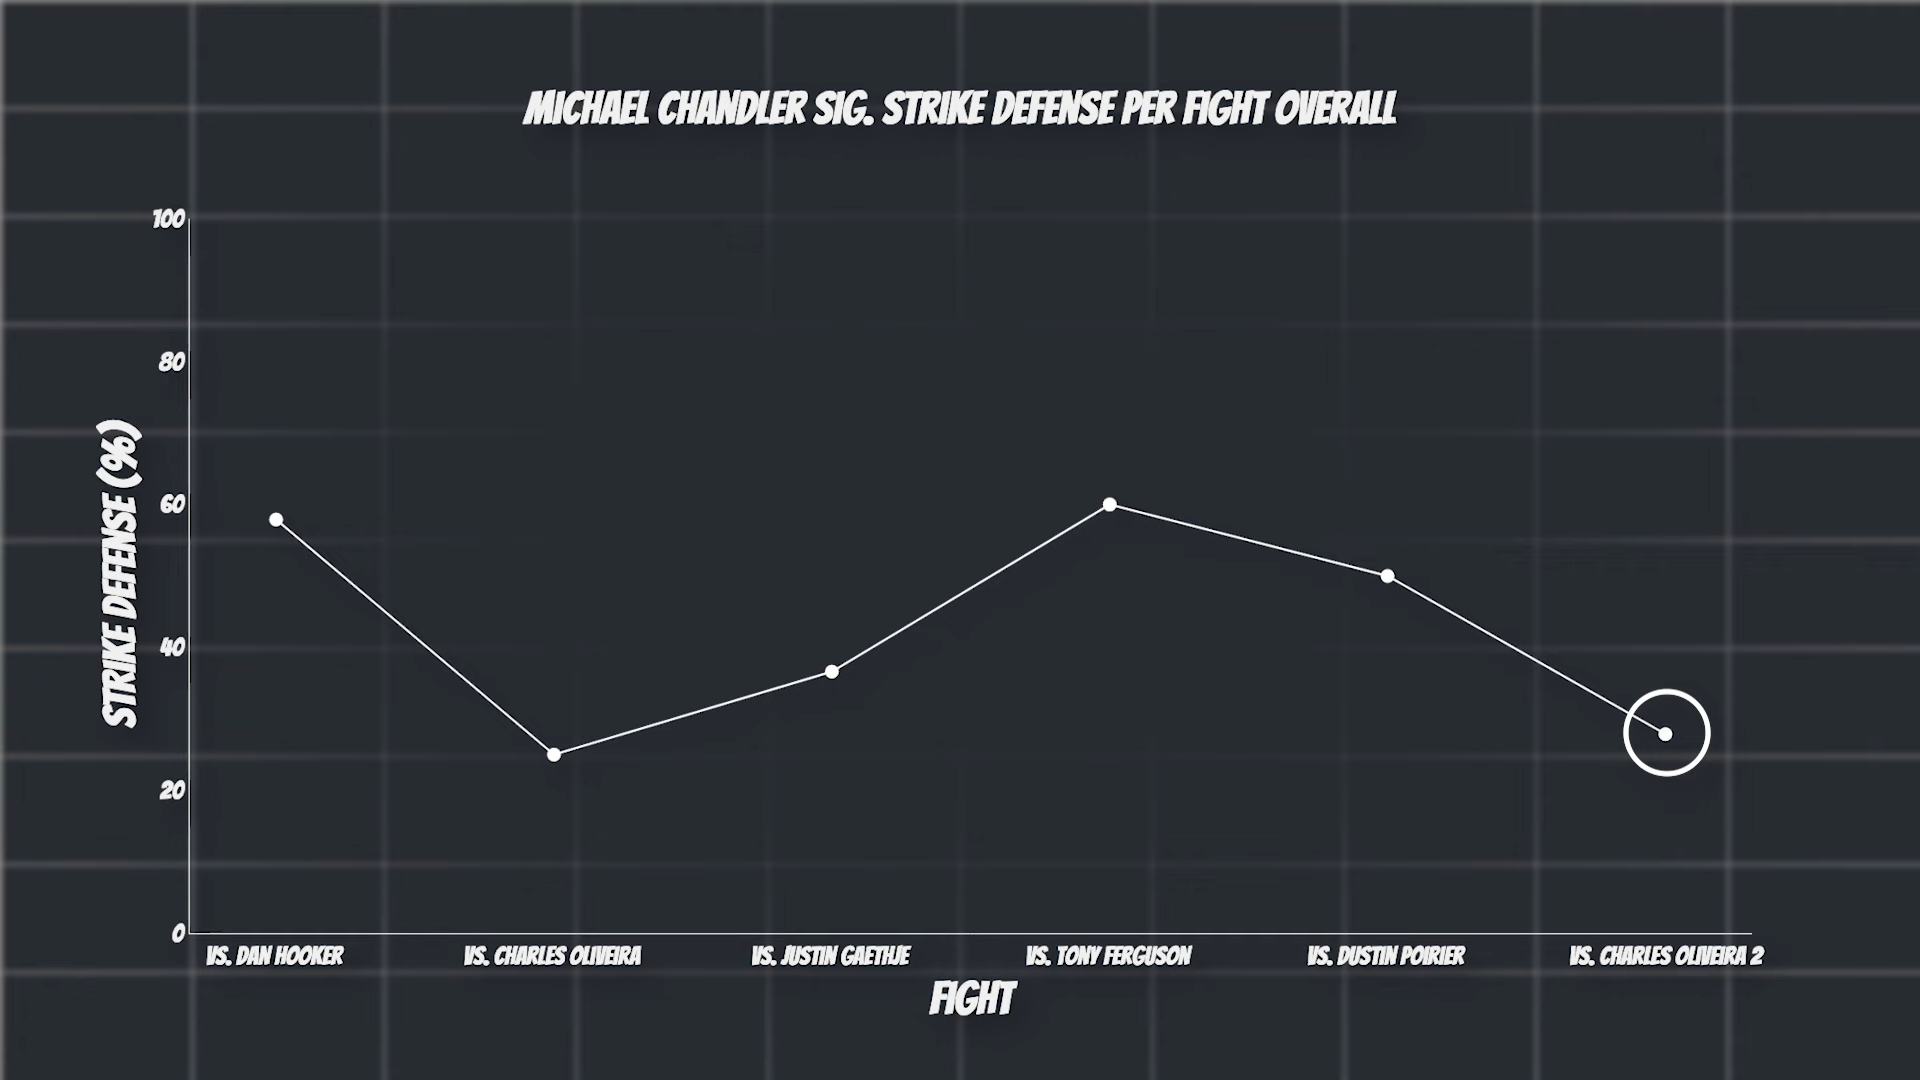 MICHAEL CHANDLER SIG. STRIKE DEFENSE PER FIGHT OVERALL
100
80
60
40
20
0
STRIKE DEFENSE (%)
VS. DAN HOOKER
VS. CHARLES OLIVEIRA
VS. JUSTIN GAETHJE
VS. TONY FERGUSON
VS. DUSTIN POIRIER
VS. CHARLES OLIVEIRA 2
FIGHT